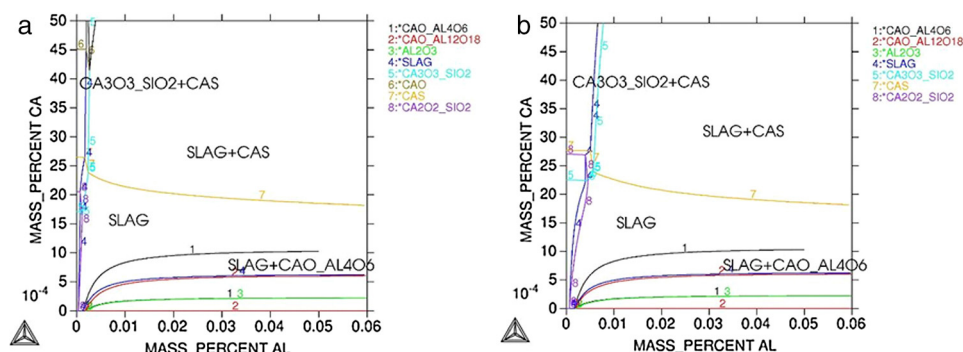 a
50
45
40
35
30
25
20
15
10
5
0
10-4
MASS_PERCENT CA
0 0.01 0.02 0.03 0.04 0.05 0.06
MASS_PERCENT AL
CA3O3_SIO2+CAS
SLAG+CAS
SLAG
SLAG+CAO_AL4O6
1:*CAO_AL4O6
2:*CAO_AL12O18
3:*AL2O3
4:*SLAG
5:*CA3O3_SIO2
6:*CAO
7:*CAS
8:*CA2O2_SIO2
b
50
45
40
35
30
25
20
15
10
5
0
10-4
MASS_PERCENT CA
0 0.01 0.02 0.03 0.04 0.05 0.06
MASS_PERCENT AL
CA3O3_SIO2+CAS
SLAG+CAS
SLAG
SLAG+CAO_AL4O6
1:*CAO_AL4O6
2:*CAO_AL12O18
3:*AL2O3
4:*SLAG
5:*CA3O3_SIO2
7:*CAS
8:*CA2O2_SIO2